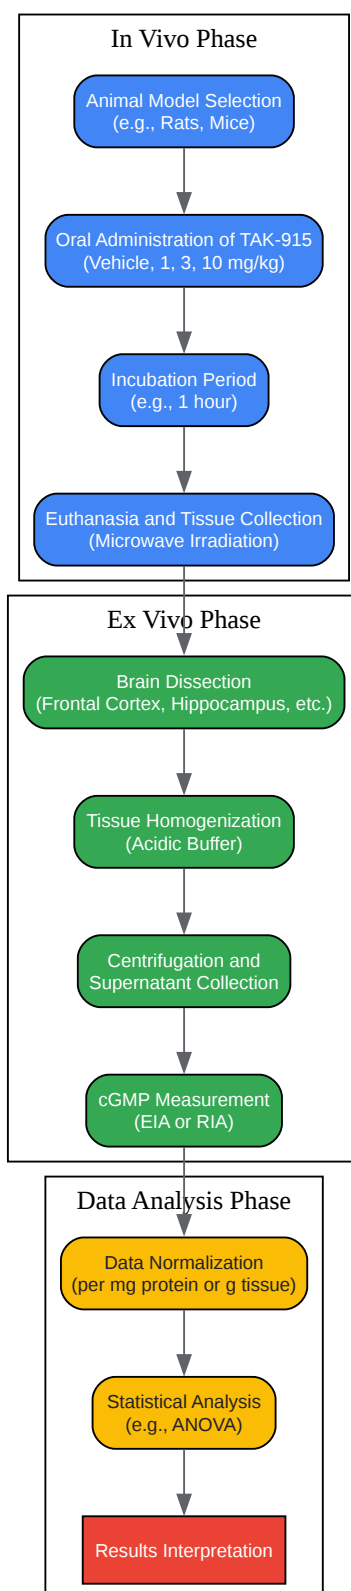 In Vivo Phase
Animal Model Selection
(e.g., Rats, Mice)
Oral Administration of TAK-915
(Vehicle, 1, 3, 10 mg/kg)
Incubation Period
(e.g., 1 hour)
Euthanasia and Tissue Collection
(Microwave Irradiation)
Ex Vivo Phase
Brain Dissection
(Frontal Cortex, Hippocampus, etc.)
Tissue Homogenization
(Acidic Buffer)
Centrifugation and
Supernatant Collection
cGMP Measurement
(EIA or RIA)
Data Analysis Phase
Data Normalization
(per mg protein or g tissue)
Statistical Analysis
(e.g., ANOVA)
Results Interpretation